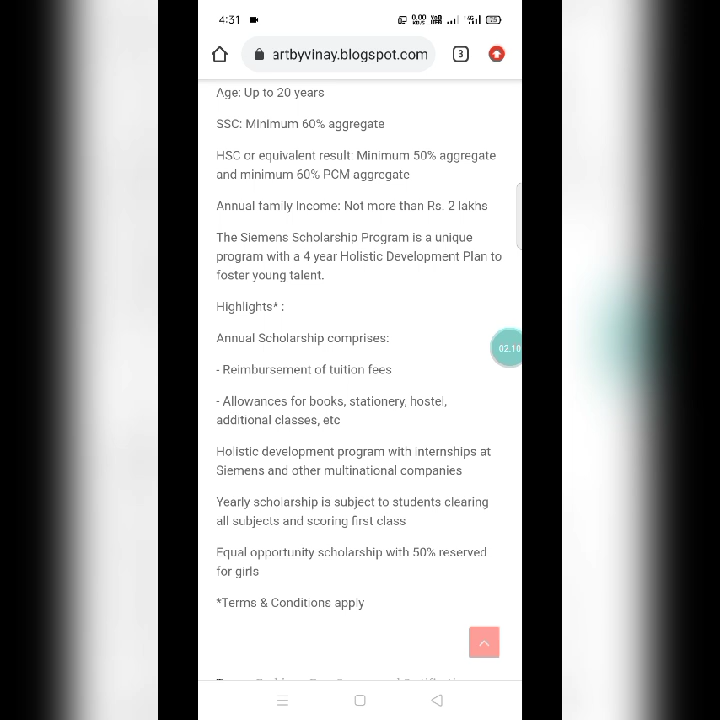 4:31
artbyvinay.blogspot.com
3
Age: Up to 20 years
SSC: Minimum 60% aggregate
HSC or equivalent result: Minimum 50% aggregate
and minimum 60% PCM aggregate
Annual family Income: Not more than Rs. 2 lakhs
The Siemens Scholarship Program is a unique
program with a 4 year Holistic Development Plan to
foster young talent.
Highlights* :
Annual Scholarship comprises:
02:10
- Reimbursement of tuition fees
- Allowances for books, stationery, hostel,
additional classes, etc
Holistic development program with internships at
Siemens and other multinational companies
Yearly scholarship is subject to students clearing
all subjects and scoring first class
Equal opportunity scholarship with 50% reserved
for girls
*Terms & Conditions apply